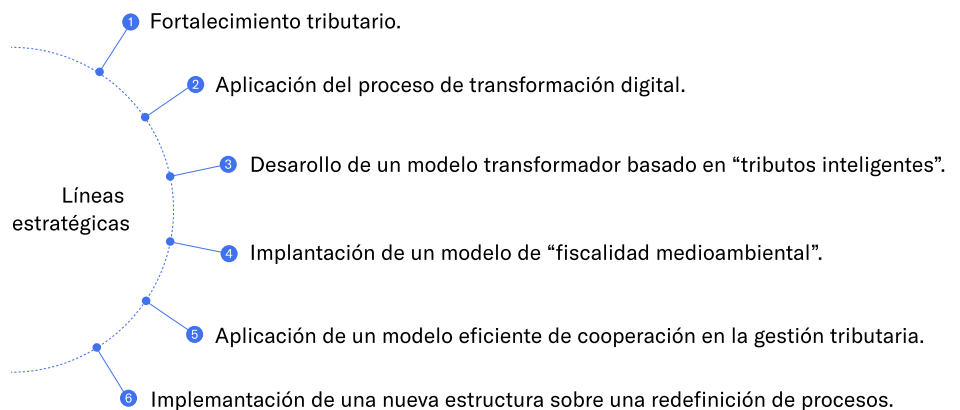 1 Fortalecimiento tributario.
2 Aplicación del proceso de transformación digital.
3 Desarollo de un modelo transformador basado en “tributos inteligentes”.
Líneas
estratégicas
4 Implantación de un modelo de “fiscalidad medioambiental”.
5 Aplicación de un modelo eficiente de cooperación en la gestión tributaria.
6 Implemantación de una nueva estructura sobre una redefinición de procesos.